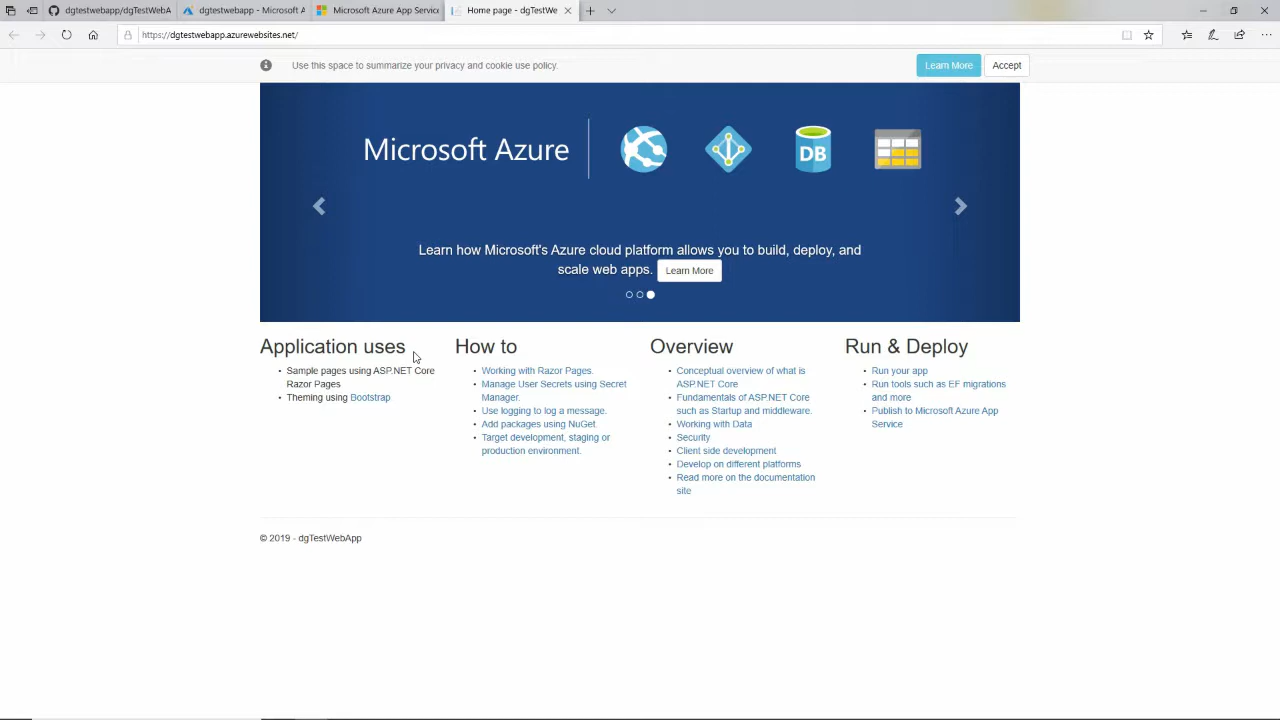 dgtestwebapp/dgTestWebA
dgtestwebapp - Microsoft A
Microsoft Azure App Service
Home page - dgTestWe
https://dgtestwebapp.azurewebsites.net/
Use this space to summarize your privacy and cookie use policy.
Learn More
Accept
Microsoft Azure
DB
Learn how Microsoft's Azure cloud platform allows you to build, deploy, and
scale web apps. Learn More
Application uses
Sample pages using ASP.NET Core
Razor Pages
Theming using Bootstrap
How to
Working with Razor Pages.
Manage User Secrets using Secret
Manager.
Use logging to log a message.
Add packages using NuGet.
Target development, staging or
production environment.
Overview
Conceptual overview of what is
ASP.NET Core
Fundamentals of ASP.NET Core
such as Startup and middleware.
Working with Data
Security
Client side development
Develop on different platforms
Read more on the documentation
site
Run & Deploy
Run your app
Run tools such as EF migrations
and more
Publish to Microsoft Azure App
Service
© 2019 - dgTestWebApp